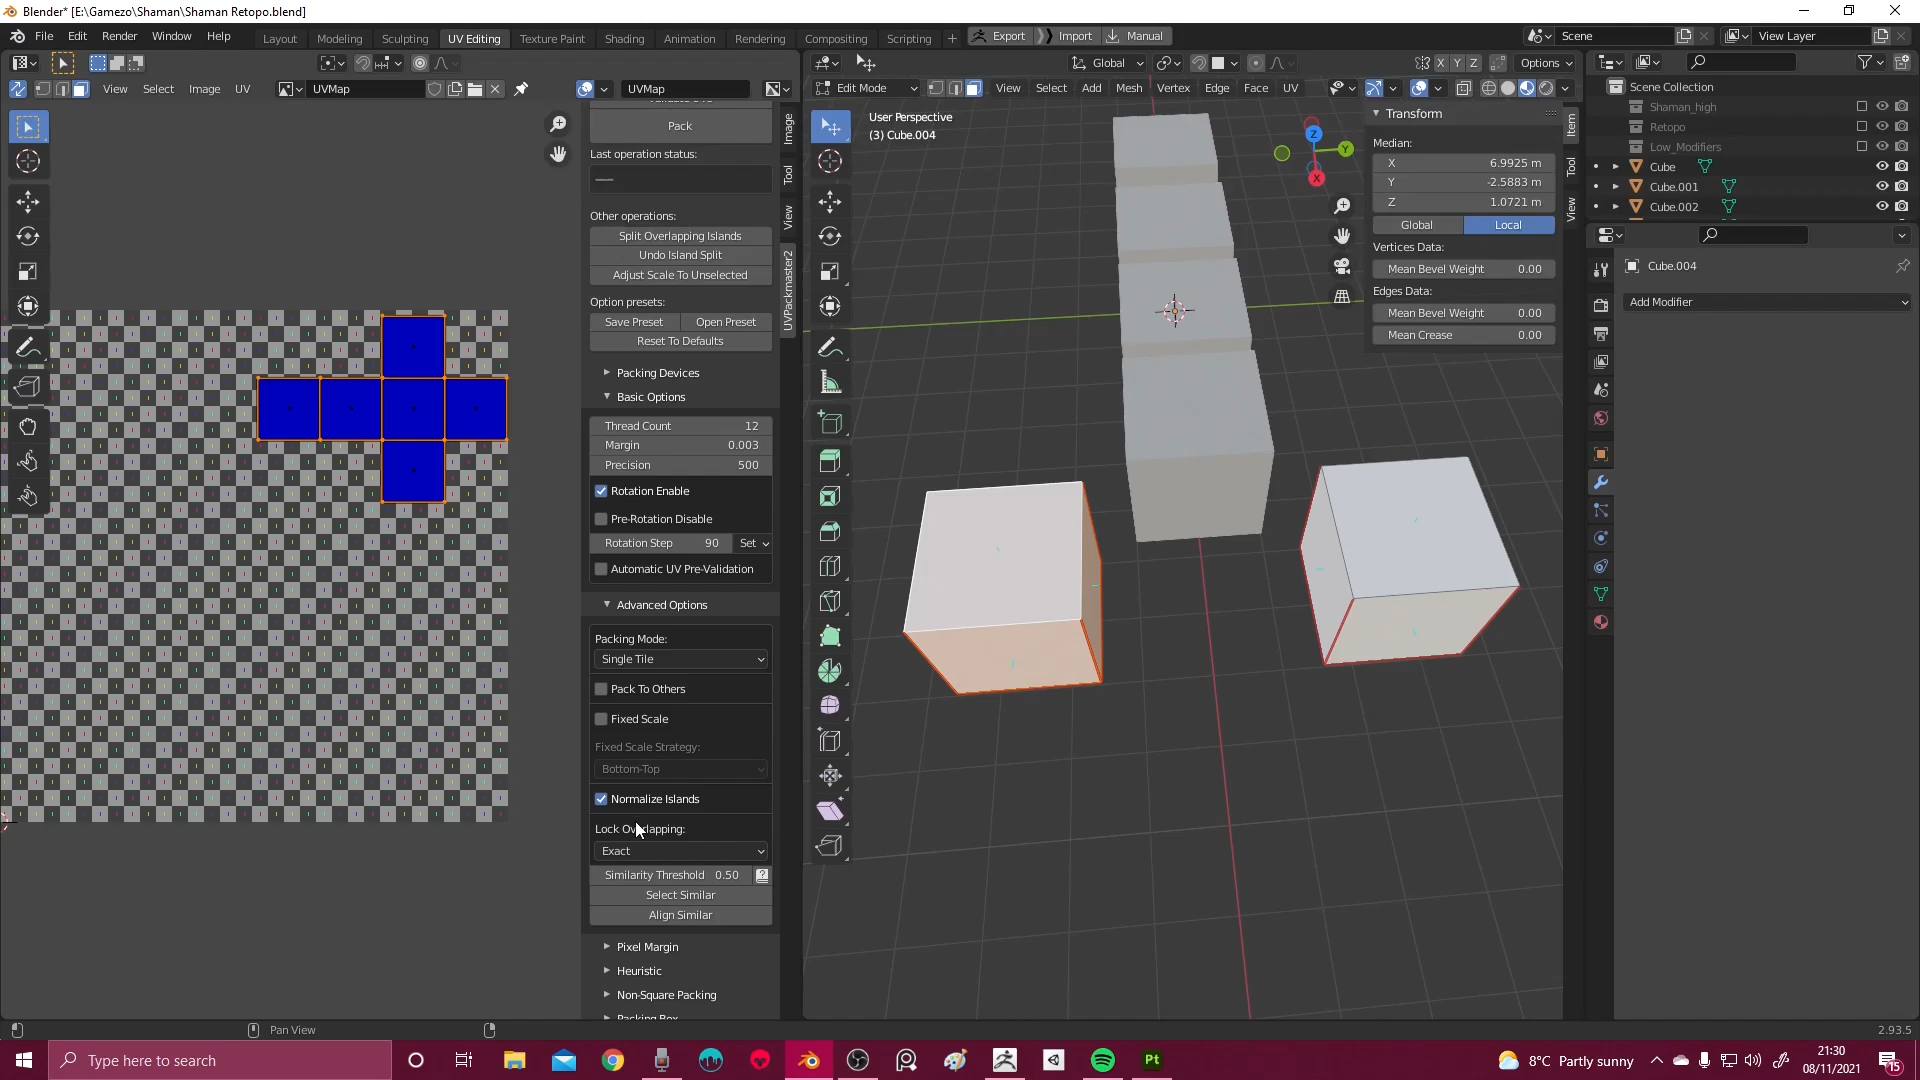 Blender* [E:\Gamezo\Shaman\Shaman Retopo.blend]
File Edit Render Window Help
Layout Modeling Sculpting UV Editing Texture Paint Shading Animation Rendering Compositing Scripting
Export Import Manual
Scene View Layer
Global
Options
View Select Image UV
UVMap
UVMap
Edit Mode
View Select Add Mesh Vertex Edge Face UV
Scene Collection
Shaman_high
Retopo
Low_Modifiers
Cube
Cube.001
Cube.002
Cube.004
Add Modifier
Pack
Last operation status:
Other operations:
Split Overlapping Islands
Undo Island Split
Adjust Scale To Unselected
Option presets:
Save Preset Open Preset
Reset To Defaults
Packing Devices
Basic Options
Thread Count 12
Margin 0.003
Precision 500
Rotation Enable
Pre-Rotation Disable
Rotation Step 90 Set
Automatic UV Pre-Validation
Advanced Options
Packing Mode:
Single Tile
Pack To Others
Fixed Scale
Fixed Scale Strategy:
Bottom-Top
Normalize Islands
Lock Overlapping:
Exact
Similarity Threshold 0.50
Select Similar
Align Similar
Pixel Margin
Heuristic
Non-Square Packing
Packing Box
Image
Tool
View
UVPackmaster2
User Perspective
(3) Cube.004
X Y Z
Z
Y
X
Transform
Median:
X 6.9925 m
Y -2.5883 m
Z 1.0721 m
Global Local
Vertices Data:
Mean Bevel Weight 0.00
Edges Data:
Mean Bevel Weight 0.00
Mean Crease 0.00
Item
Tool
View
Pan View
2.93.5
Type here to search
Pt
8°C Partly sunny
21:30
08/11/2021
15